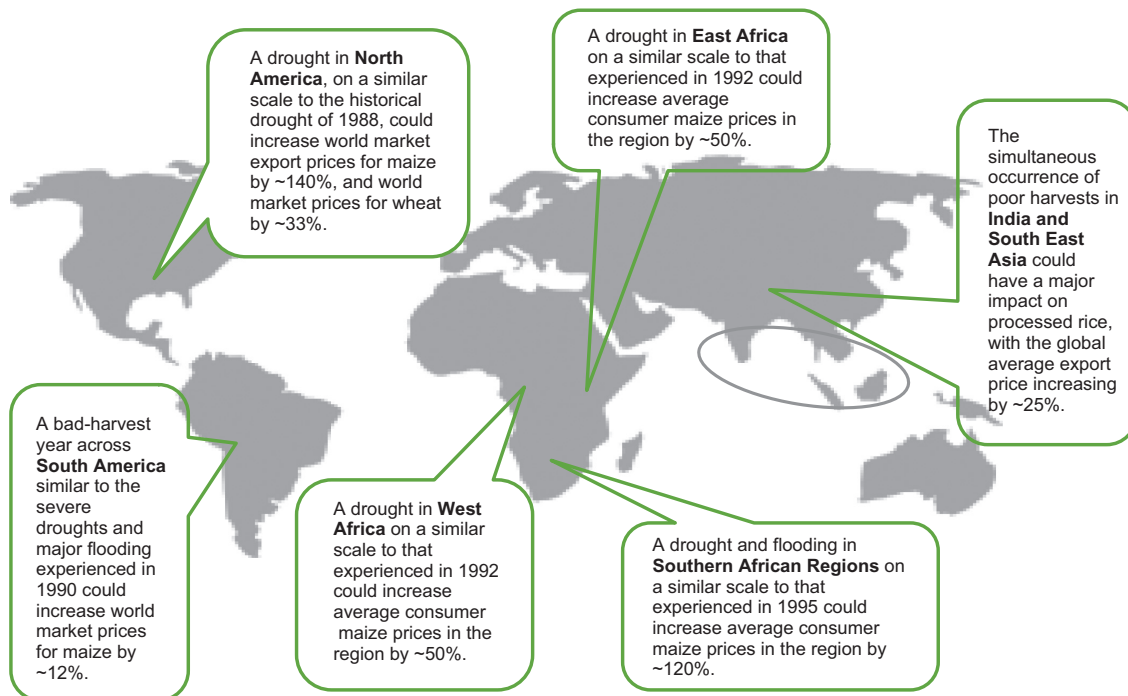 A drought in North
America, on a similar
scale to the historical
drought of 1988, could
increase world market
export prices for maize
by ~140%, and world
market prices for wheat
by ~33%.
A drought in East Africa
on a similar scale to that
experienced in 1992 could
increase average
consumer maize prices in
the region by ~50%.
The
simultaneous
occurrence of
poor harvests in
India and
South East
Asia could
have a major
impact on
processed rice,
with the global
average export
price increasing
by ~25%.
A bad-harvest
year across
South America
similar to the
severe
droughts and
major flooding
experienced in
1990 could
increase world
market prices
for maize by
~12%.
A drought in West
Africa on a similar
scale to that
experienced in 1992
could increase
average consumer
maize prices in the
region by ~50%.
A drought and flooding in
Southern African Regions on
a similar scale to that
experienced in 1995 could
increase average consumer
maize prices in the region by
~120%.